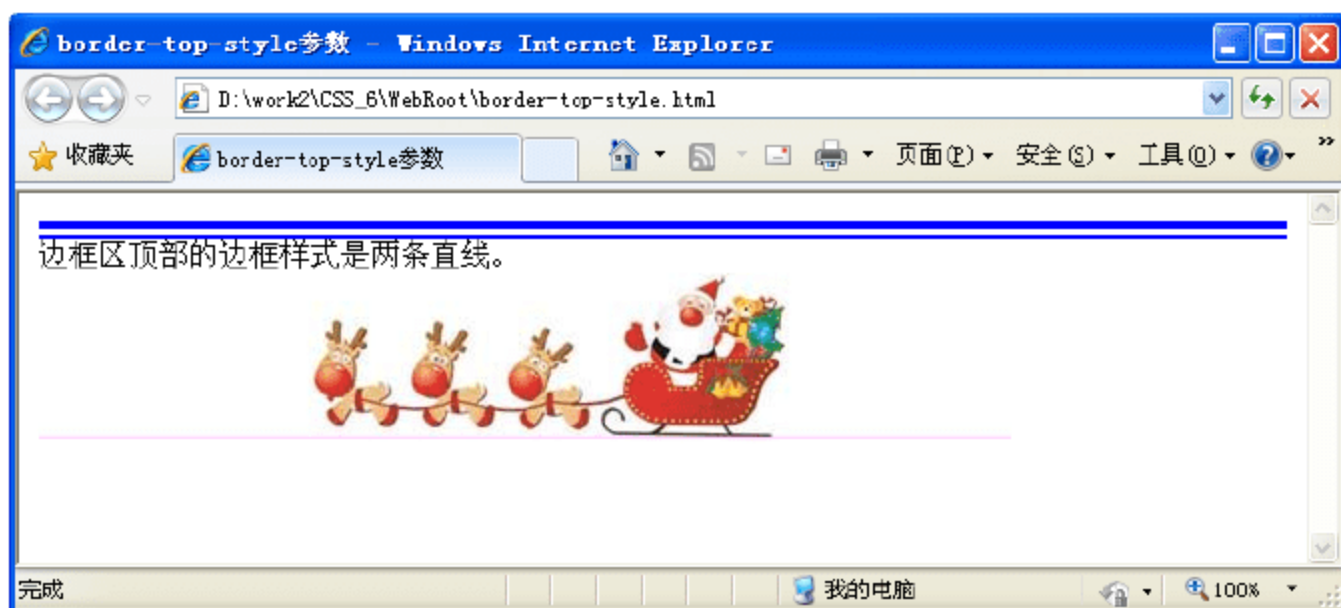 border-top-style参数 - Windows Internet Explorer
D:\work2\CSS_6\WebRoot\border-top-style.html
收藏夹 border-top-style参数 页面(P) 安全(S) 工具(O) »
边框区顶部的边框样式是两条直线。
完成 我的电脑 100%